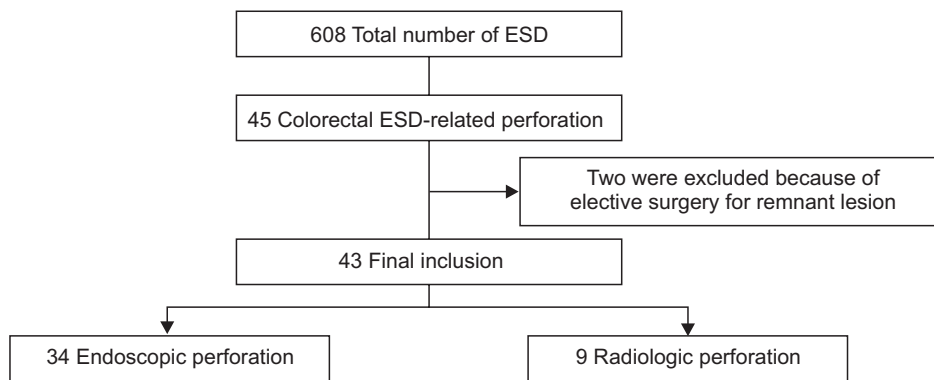 608 Total number of ESD
45 Colorectal ESD-related perforation
Two were excluded because of
elective surgery for remnant lesion
43 Final inclusion
34 Endoscopic perforation
9 Radiologic perforation